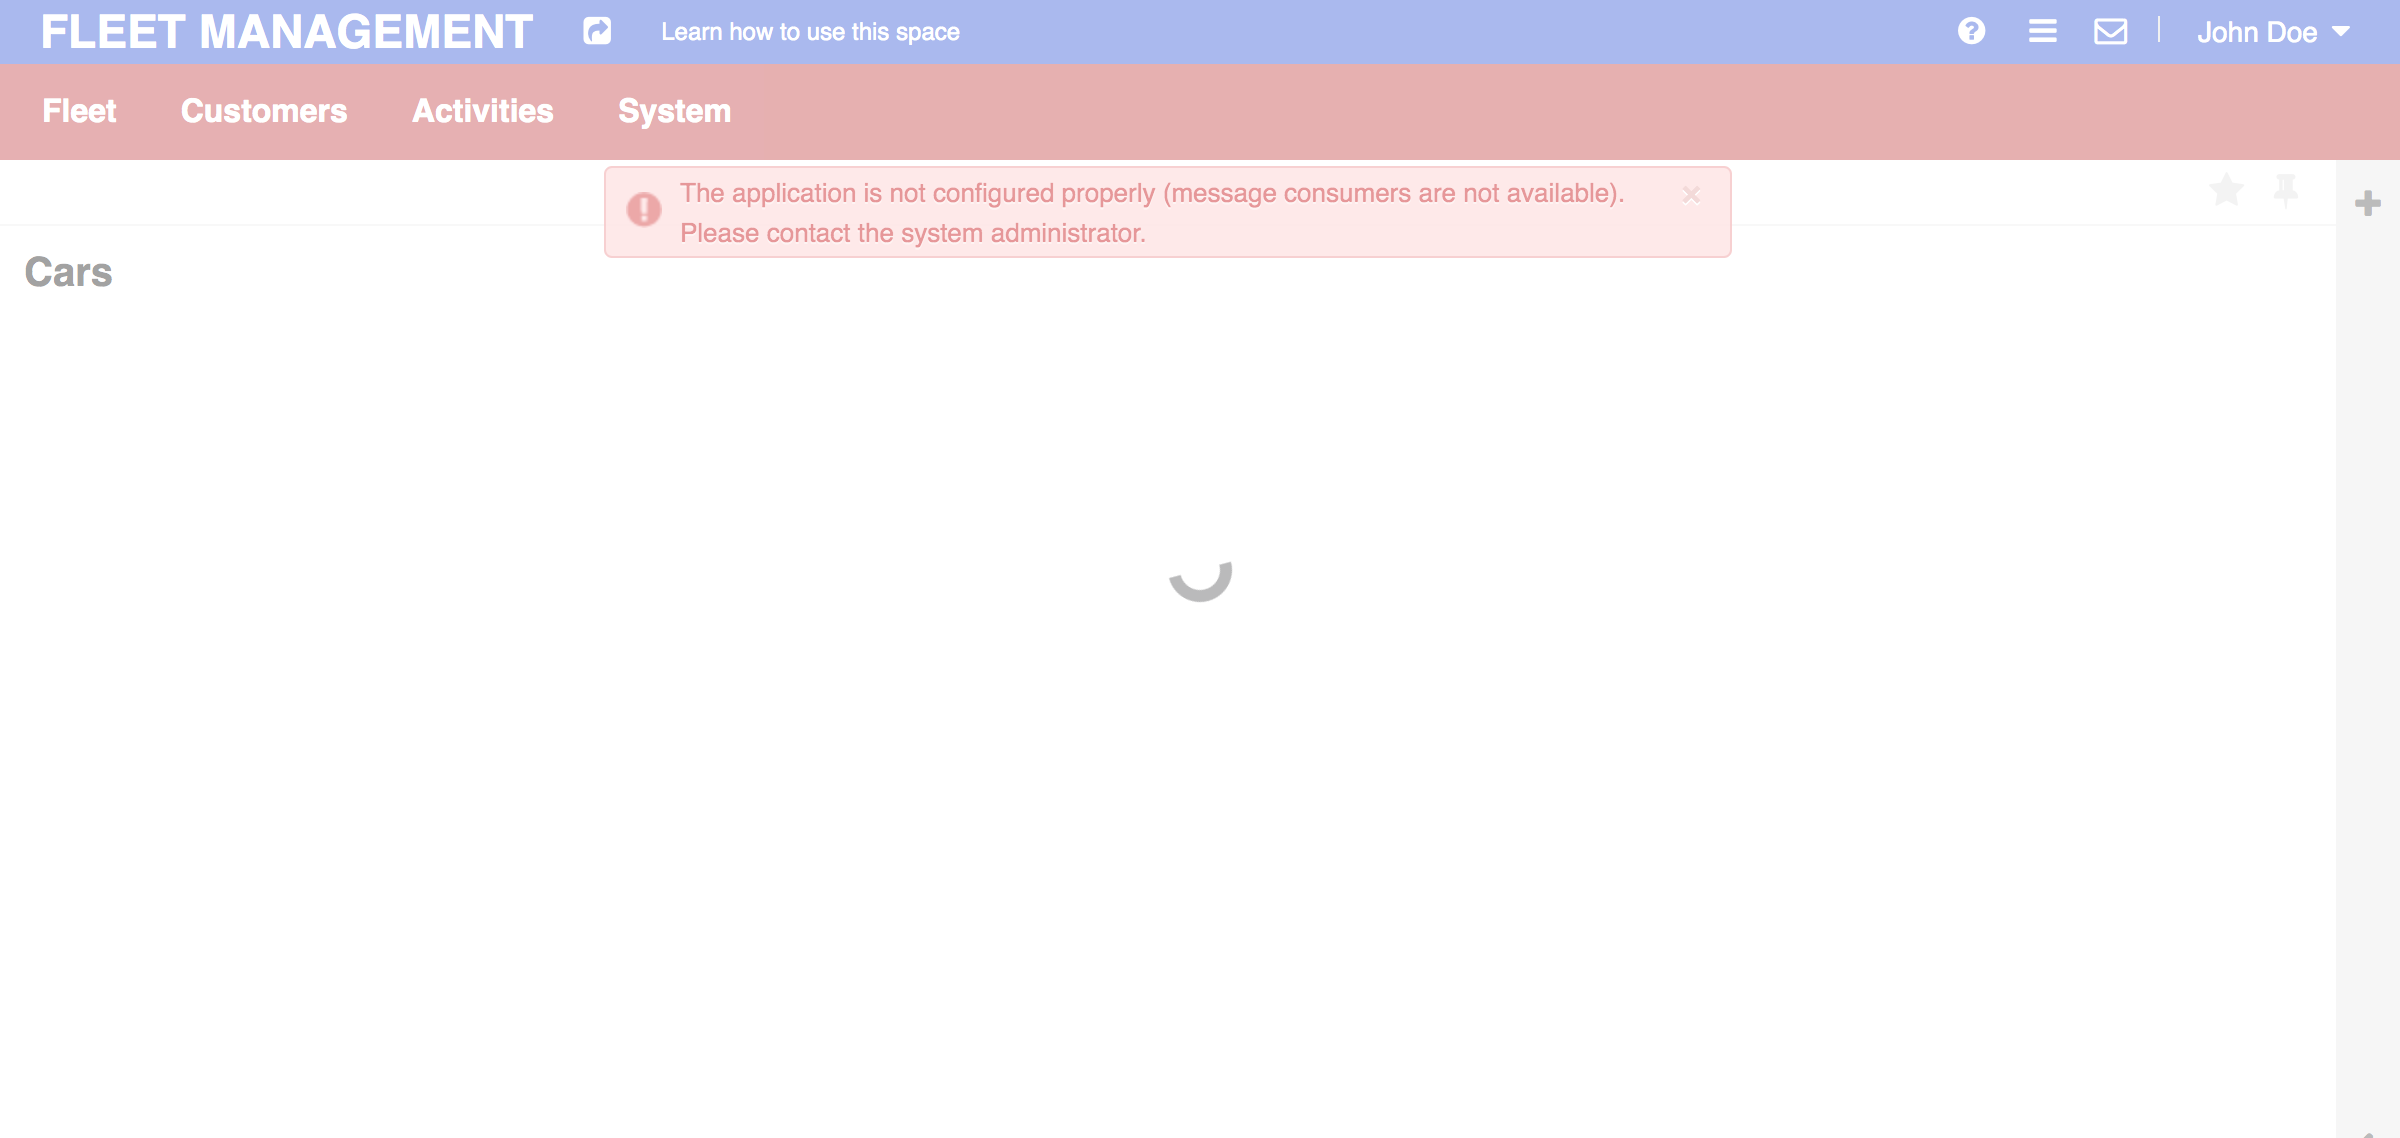 FLEET MANAGEMENT Learn how to use this space John Doe
Fleet Customers Activities System
The application is not configured properly (message consumers are not available).
Please contact the system administrator.
Cars